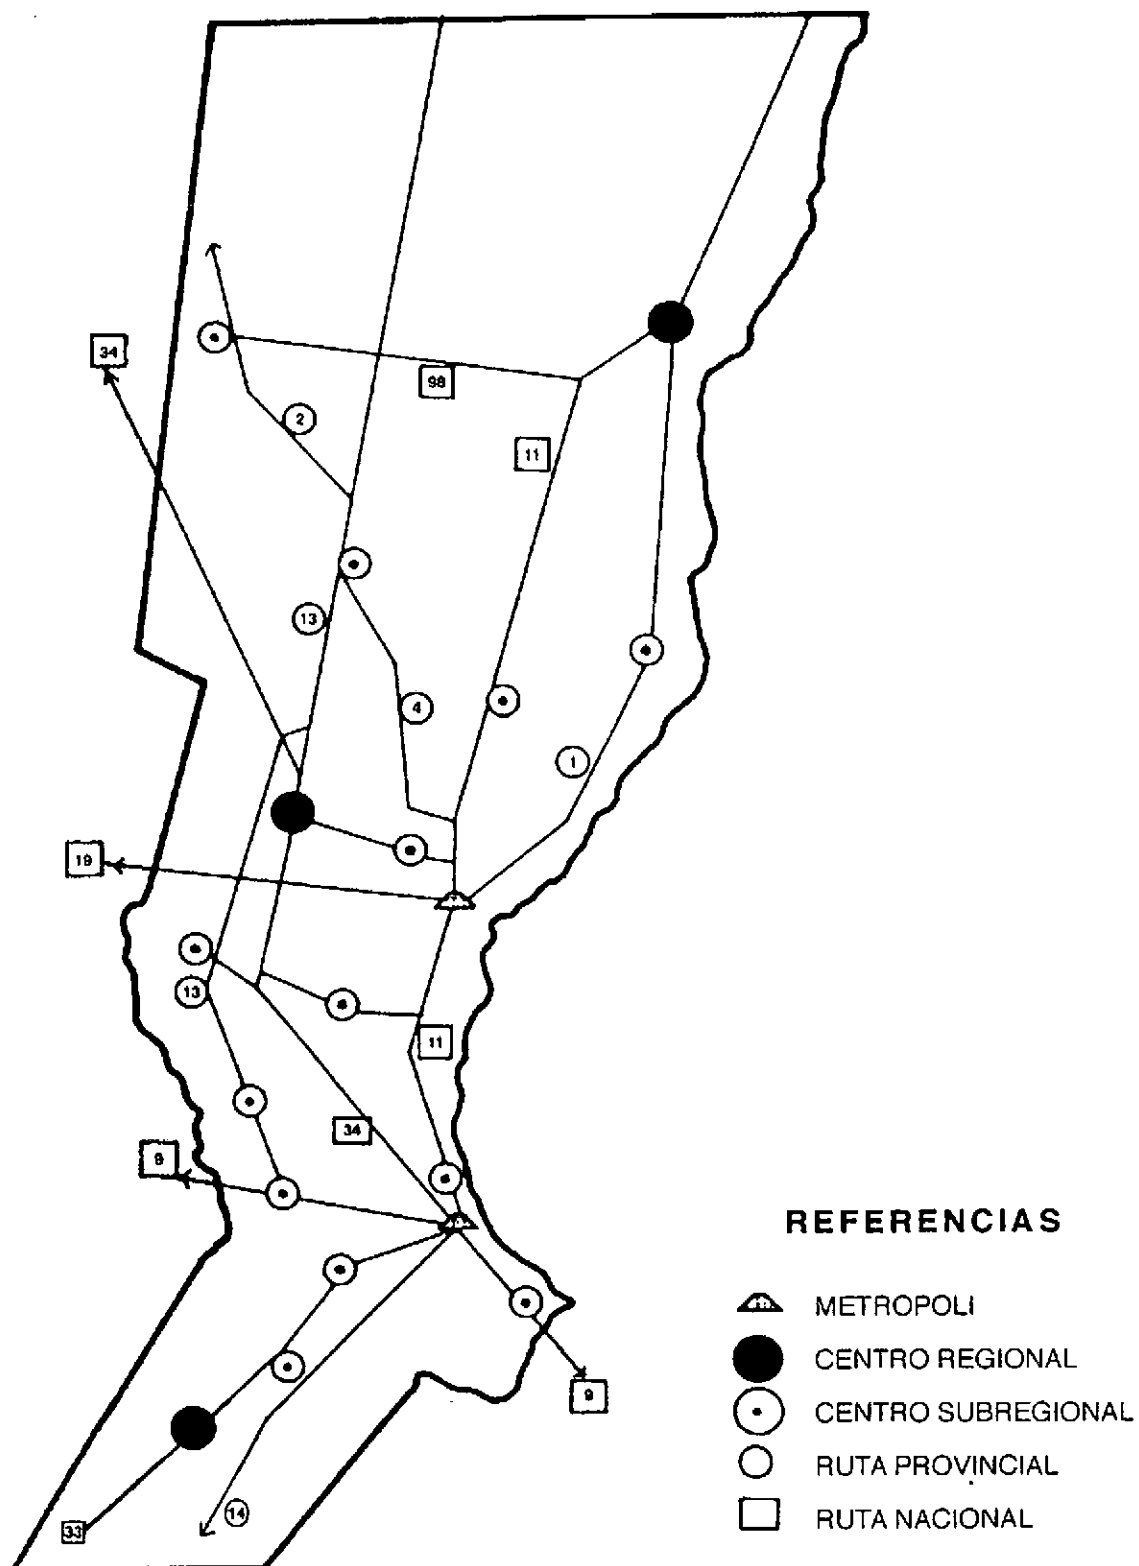 34
98
2
11
13
4
1
19
13
11
34
9
9
14
33
REFERENCIAS
METROPOLI
CENTRO REGIONAL
CENTRO SUBREGIONAL
RUTA PROVINCIAL
RUTA NACIONAL